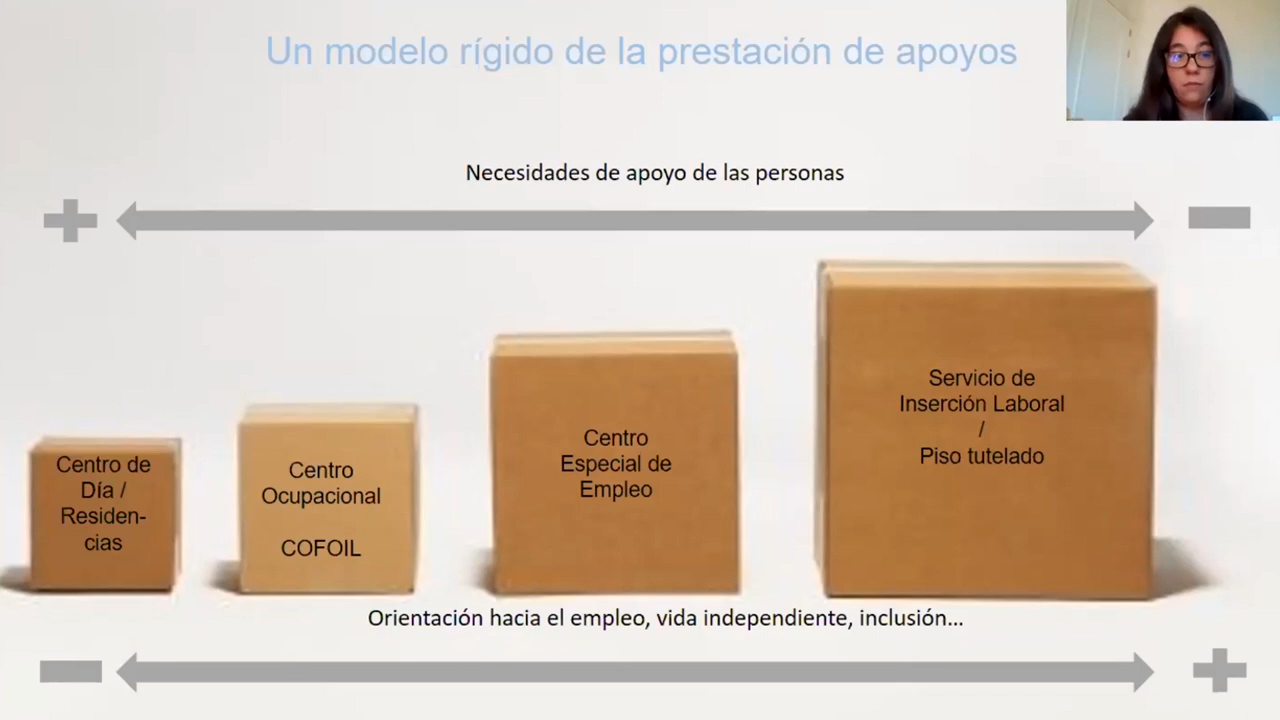 Un modelo rígido de la prestación de apoyos
Necesidades de apoyo de las personas
Centro de
Día /
Residen-
cias
Centro
Ocupacional
COFOIL
Centro
Especial de
Empleo
Servicio de
Inserción Laboral
/
Piso tutelado
Orientación hacia el empleo, vida independiente, inclusión...